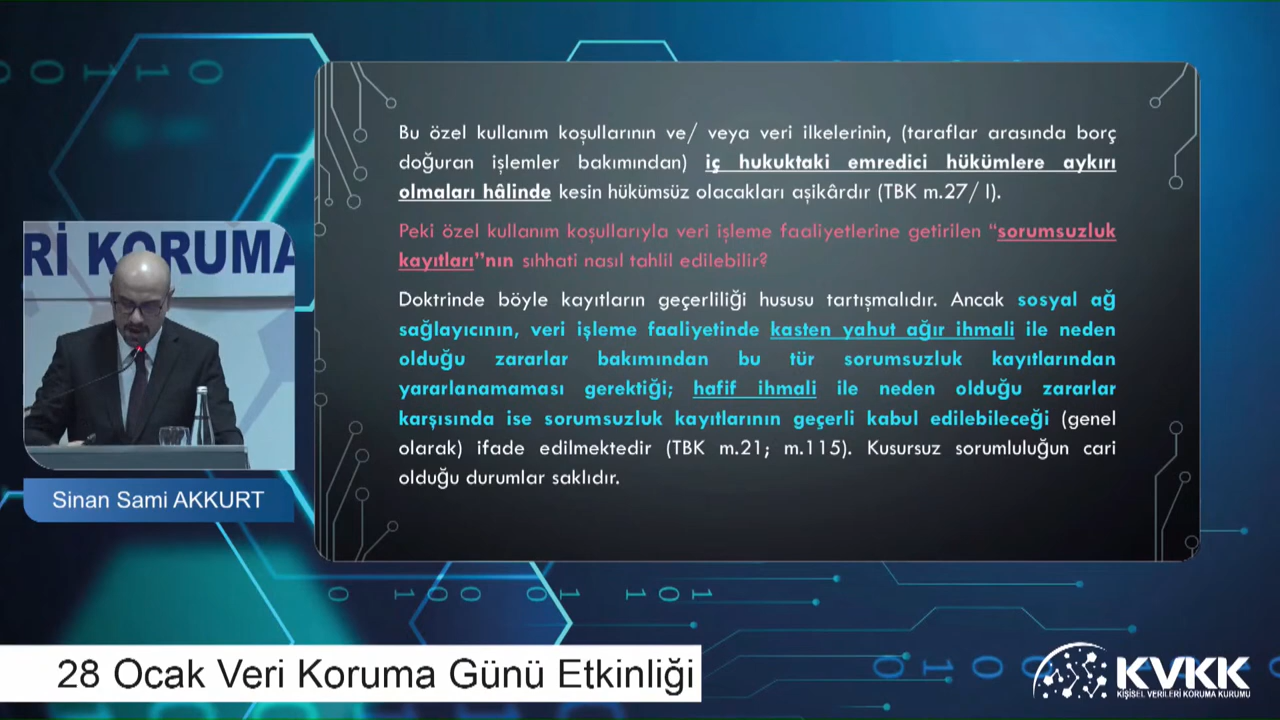 Bu özel kullanım koşullarının ve/ veya veri ilkelerinin, (taraflar arasında borç
doğuran işlemler bakımından) iç hukuktaki emredici hükümlere aykırı
olmaları hâlinde kesin hükümsüz olacakları aşikârdır (TBK m.27/ I).
Peki özel kullanım koşullarıyla veri işleme faaliyetlerine getirilen “sorumsuzluk
kayıtları”nın sıhhati nasıl tahlil edilebilir?
Doktrinde böyle kayıtların geçerliliği hususu tartışmalıdır. Ancak sosyal ağ
sağlayıcının, veri işleme faaliyetinde kasten yahut ağır ihmali ile neden
olduğu zararlar bakımından bu tür sorumsuzluk kayıtlarından
yararlanamaması gerektiği; hafif ihmali ile neden olduğu zararlar
karşısında ise sorumsuzluk kayıtlarının geçerli kabul edilebileceği (genel
olarak) ifade edilmektedir (TBK m.21; m.115). Kusursuz sorumluluğun cari
olduğu durumlar saklıdır.
Rİ KORUMA
Sinan Sami AKKURT
28 Ocak Veri Koruma Günü Etkinliği
KVKK
KİŞİSEL VERİLERİ KORUMA KURUMU